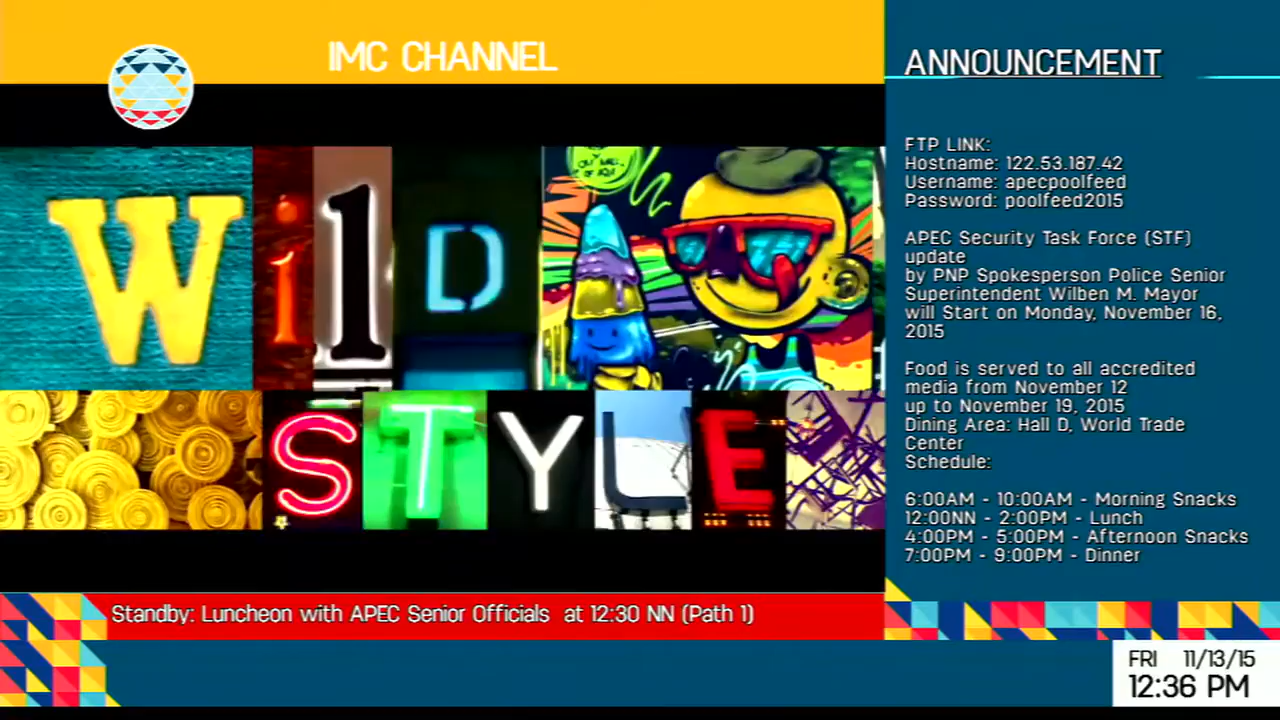 IMC CHANNEL
ANNOUNCEMENT
FTP LINK:
Hostname: 122.53.187.42
Username: apecpoolfeed
Password: poolfeed2015
APEC Security Task Force (STF)
update
by PNP Spokesperson Police Senior
Superintendent Wilben M. Mayor
will Start on Monday, November 16,
2015
Food is served to all accredited
media from November 12
up to November 19, 2015
Dining Area: Hall D, World Trade
Center
Schedule:
6:00AM - 10:00AM - Morning Snacks
12:00NN - 2:00PM - Lunch
4:00PM - 5:00PM - Afternoon Snacks
7:00PM - 9:00PM - Dinner
WilD
STYLE
Standby: Luncheon with APEC Senior Officials at 12:30 NN (Path 1)
FRI 11/13/15
12:36 PM